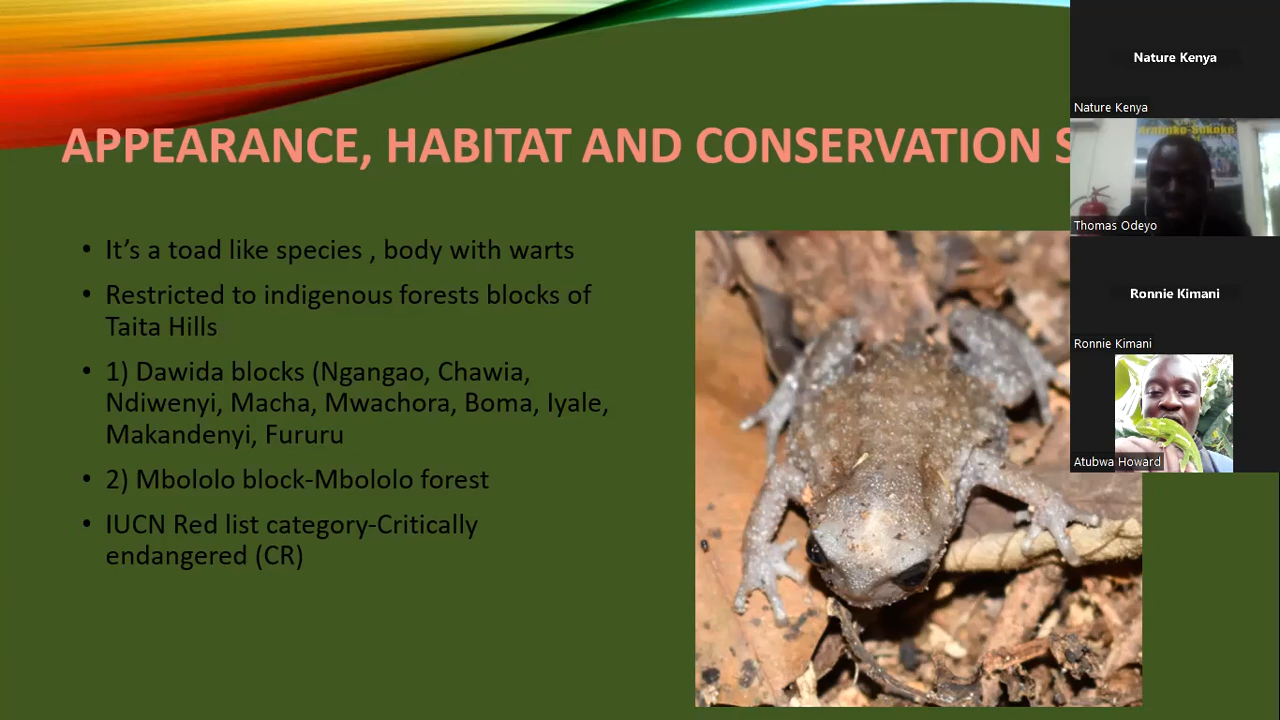 APPEARANCE, HABITAT AND CONSERVATION S
• It’s a toad like species , body with warts
• Restricted to indigenous forests blocks of
Taita Hills
• 1) Dawida blocks (Ngangao, Chawia,
Ndiwenyi, Macha, Mwachora, Boma, Iyale,
Makandenyi, Fururu
• 2) Mbololo block-Mbololo forest
• IUCN Red list category-Critically
endangered (CR)
Nature Kenya
Nature Kenya
Arabuko-Sokoke
Thomas Odeyo
Ronnie Kimani
Ronnie Kimani
Atubwa Howard